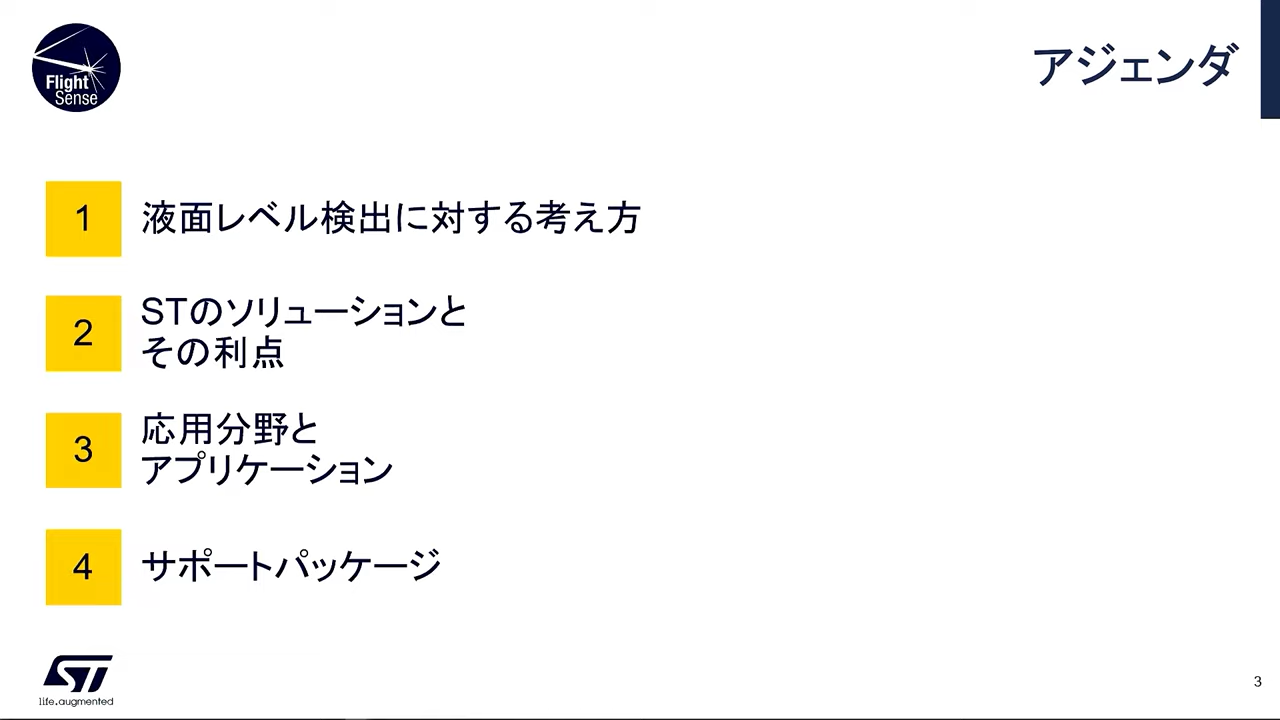 Flight
Sense
アジェンダ
1
液面レベル検出に対する考え方
2
STのソリューションと
その利点
3
応用分野と
アプリケーション
4
サポートパッケージ
ST
life.augmented
3